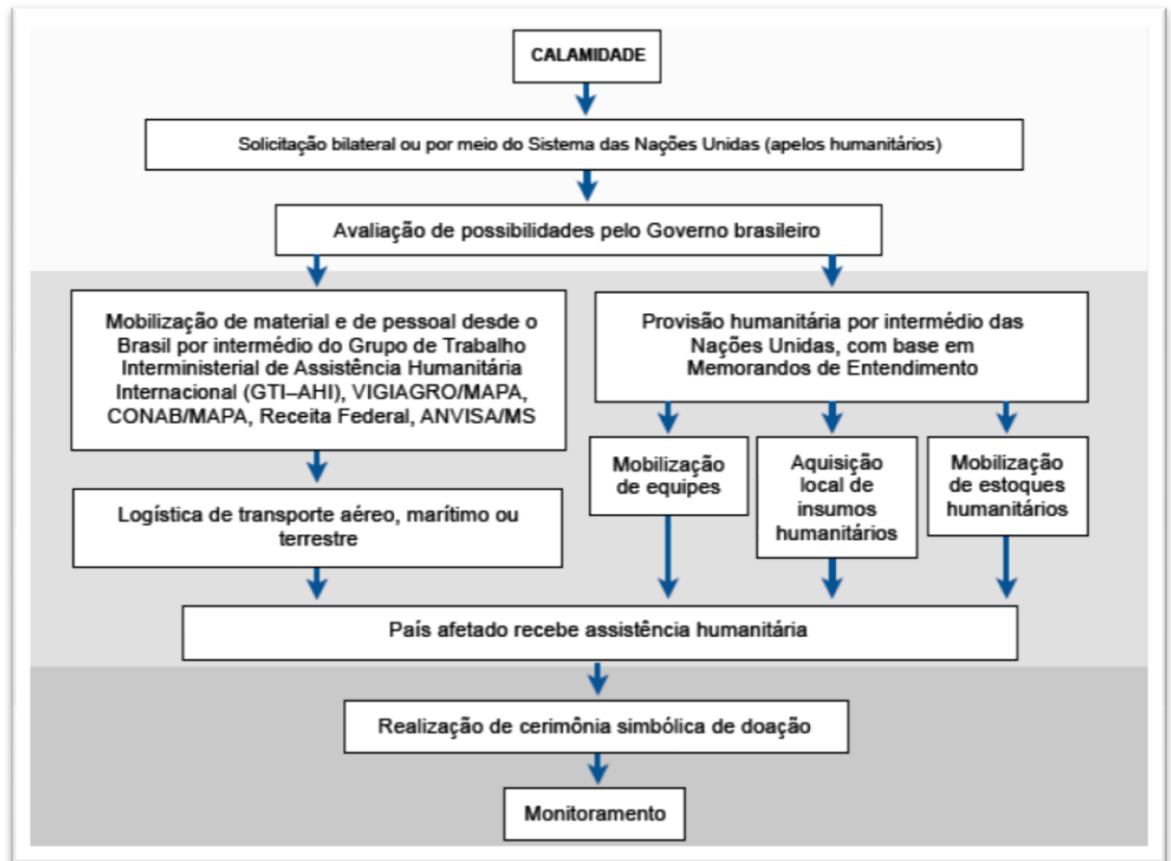 CALAMIDADE
Solicitação bilateral ou por meio do Sistema das Nações Unidas (apelos humanitários)
Avaliação de possibilidades pelo Governo brasileiro
Mobilização de material e de pessoal desde o
Brasil por intermédio do Grupo de Trabalho
Interministerial de Assistência Humanitária
Internacional (GTI–AHI), VIGIAGRO/MAPA,
CONAB/MAPA, Receita Federal, ANVISA/MS
Logística de transporte aéreo, marítimo ou
terrestre
Provisão humanitária por intermédio das
Nações Unidas, com base em
Memorandos de Entendimento
Mobilização
de equipes
Aquisição
local de
insumos
humanitários
Mobilização
de estoques
humanitários
País afetado recebe assistência humanitária
Realização de cerimônia simbólica de doação
Monitoramento